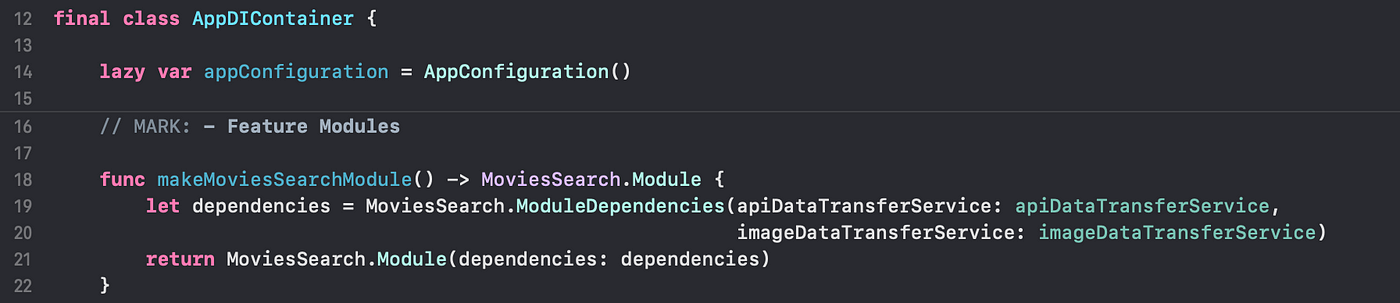 12 final class AppDIContainer {
13
14     lazy var appConfiguration = AppConfiguration()
15
16     // MARK: - Feature Modules
17
18     func makeMoviesSearchModule() -> MoviesSearch.Module {
19         let dependencies = MoviesSearch.ModuleDependencies(apiDataTransferService: apiDataTransferService,
20                                                            imageDataTransferService: imageDataTransferService)
21         return MoviesSearch.Module(dependencies: dependencies)
22     }